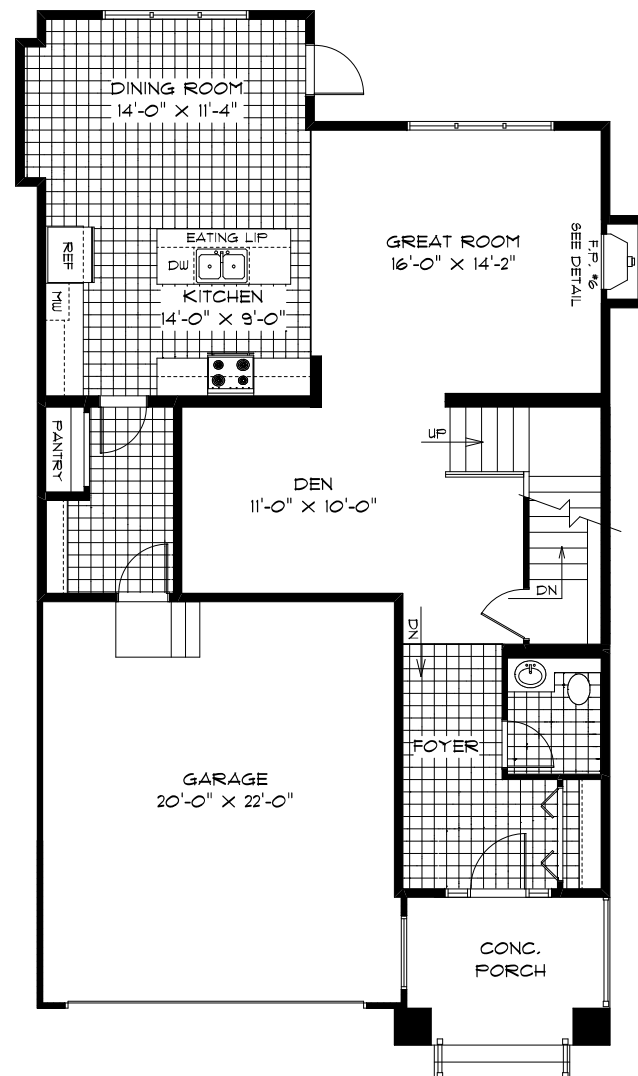 DINING ROOM
14'-0" X 11'-4"
GREAT ROOM
16'-0" X 14'-2"
F.P. #6
SEE DETAIL
EATING LIP
REF
DW
MW
KITCHEN
14'-0" X 9'-0"
PANTRY
UP
DEN
11'-0" X 10'-0"
DN
DN
FOYER
GARAGE
20'-0" X 22'-0"
CONC.
PORCH